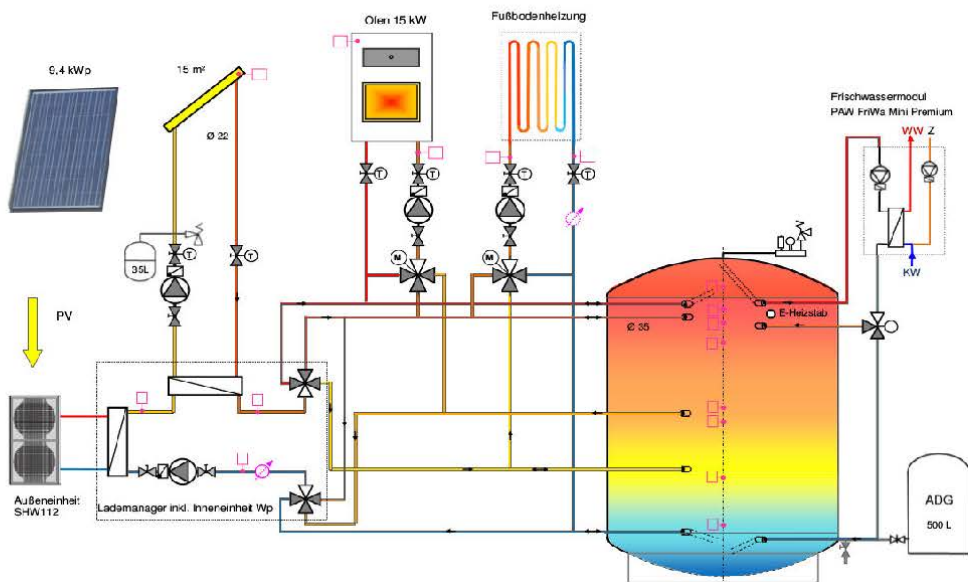 Ofen 15 kW
Fußbodenheizung
9,4 kWp
15 m²
Ø 22
Frischwassermodul
PAW FriWa Mini Premium
WW
Z
T
T
T
T
T
T
35L
M
M
KW
PV
E-Heizstab
Ø 35
Außeneinheit
SHW112
Lademanager inkl. Inneneinheit Wp
ADG
500 L